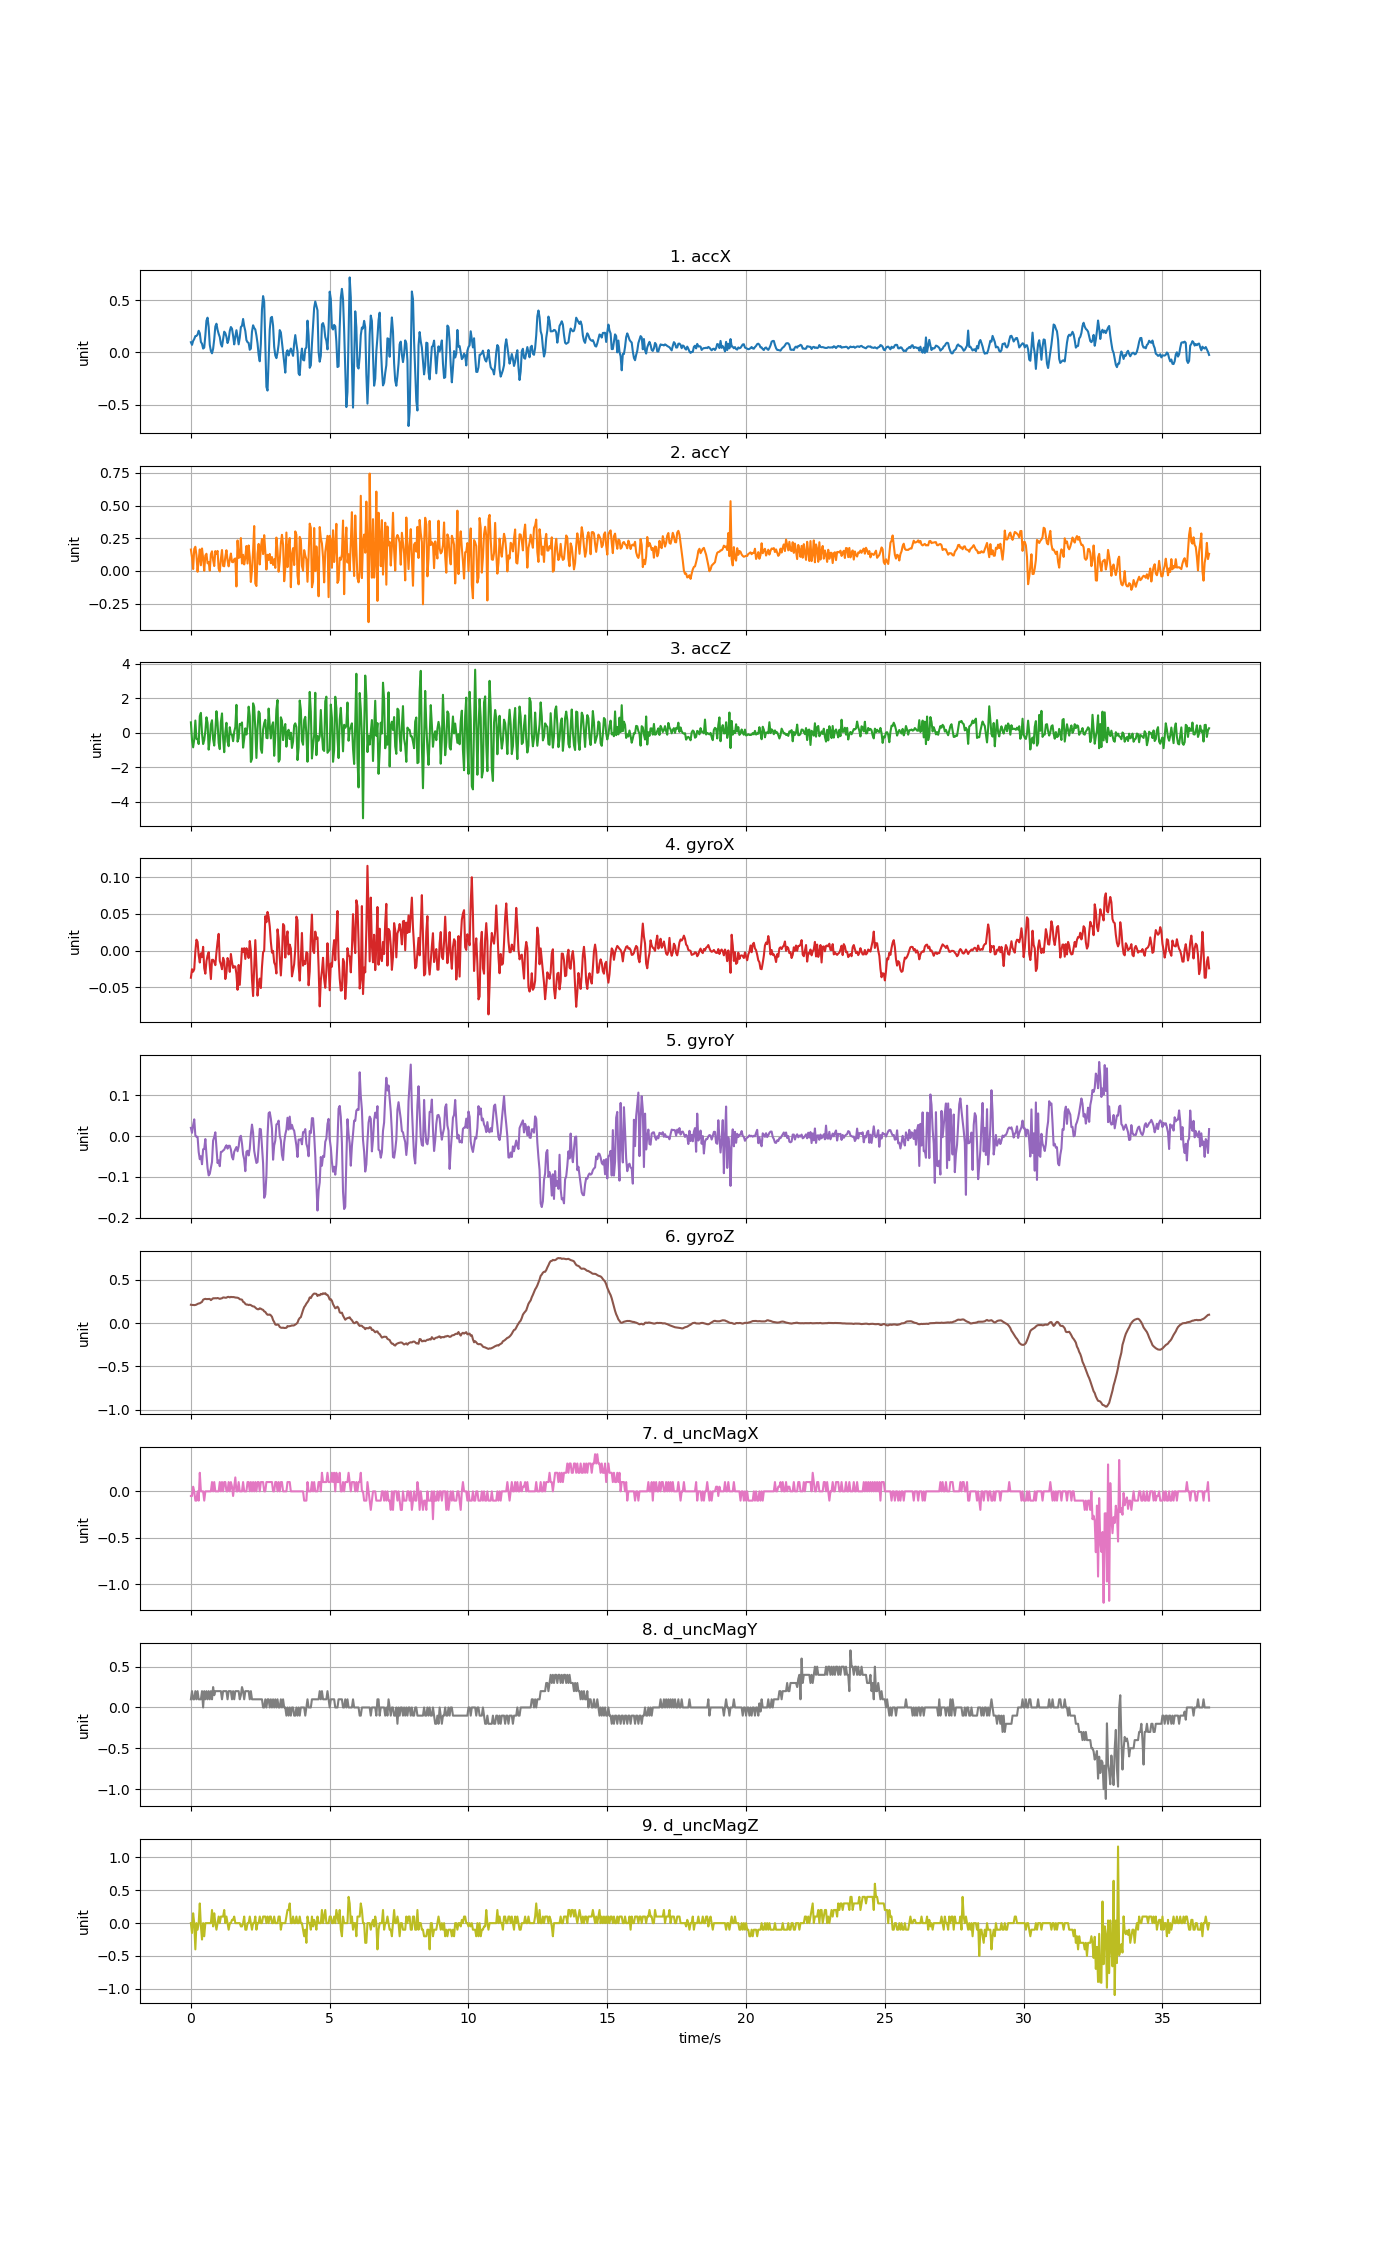 1. accX
0.5
0.0
−0.5
unit
2. accY
0.75
0.50
0.25
0.00
−0.25
unit
3. accZ
4
2
0
−2
−4
unit
4. gyroX
0.10
0.05
0.00
−0.05
unit
5. gyroY
0.1
0.0
−0.1
−0.2
unit
6. gyroZ
0.5
0.0
−0.5
−1.0
unit
7. d_uncMagX
0.0
−0.5
−1.0
unit
8. d_uncMagY
0.5
0.0
−0.5
−1.0
unit
9. d_uncMagZ
1.0
0.5
0.0
−0.5
−1.0
unit
0 5 10 15 20 25 30 35
time/s